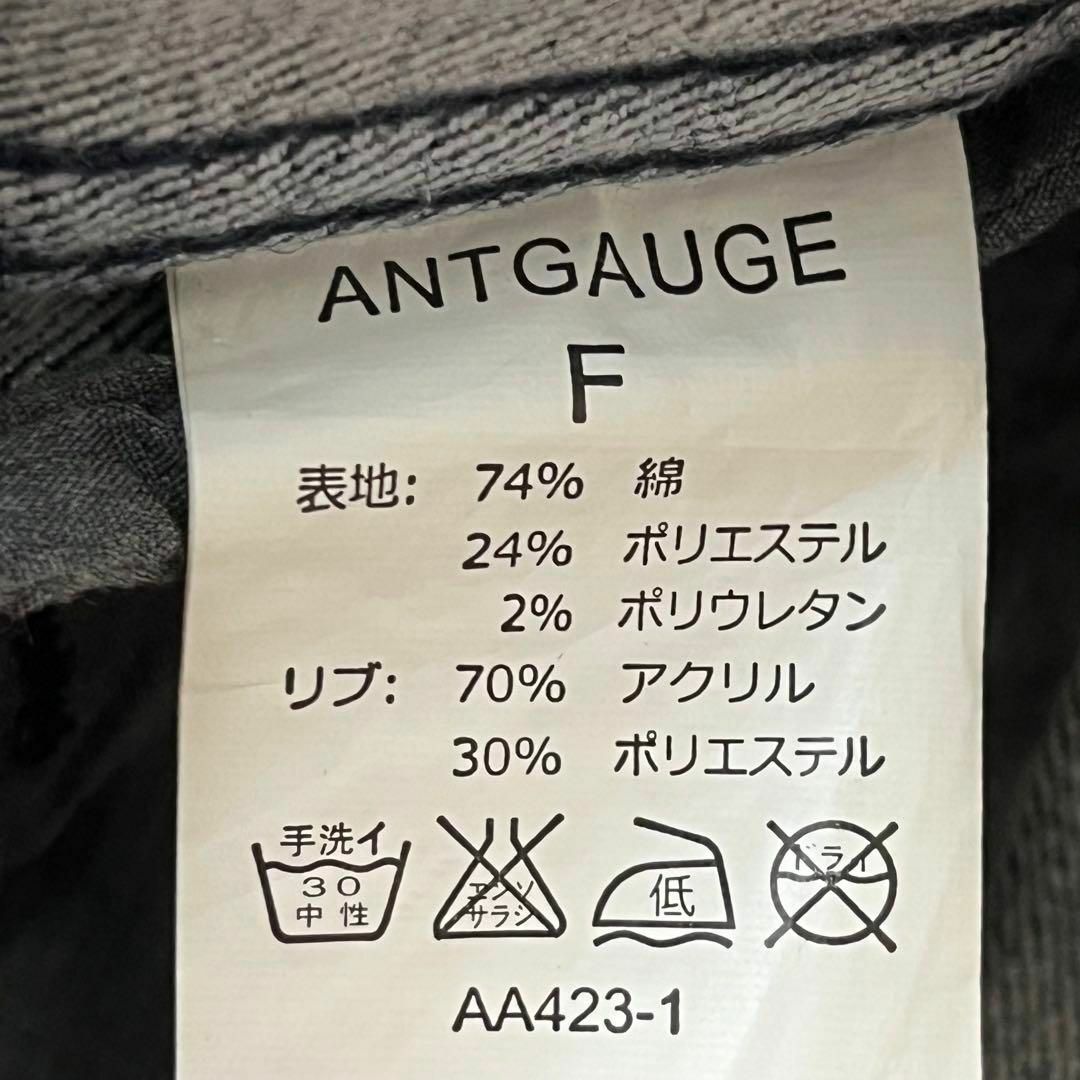 ANTGAUGE
F
表地: 74% 綿
24% ポリエステル
2% ポリウレタン
リブ: 70% アクリル
30% ポリエステル
手洗イ
30
中性
エンソ
サラシ
低
ドライ
AA423-1